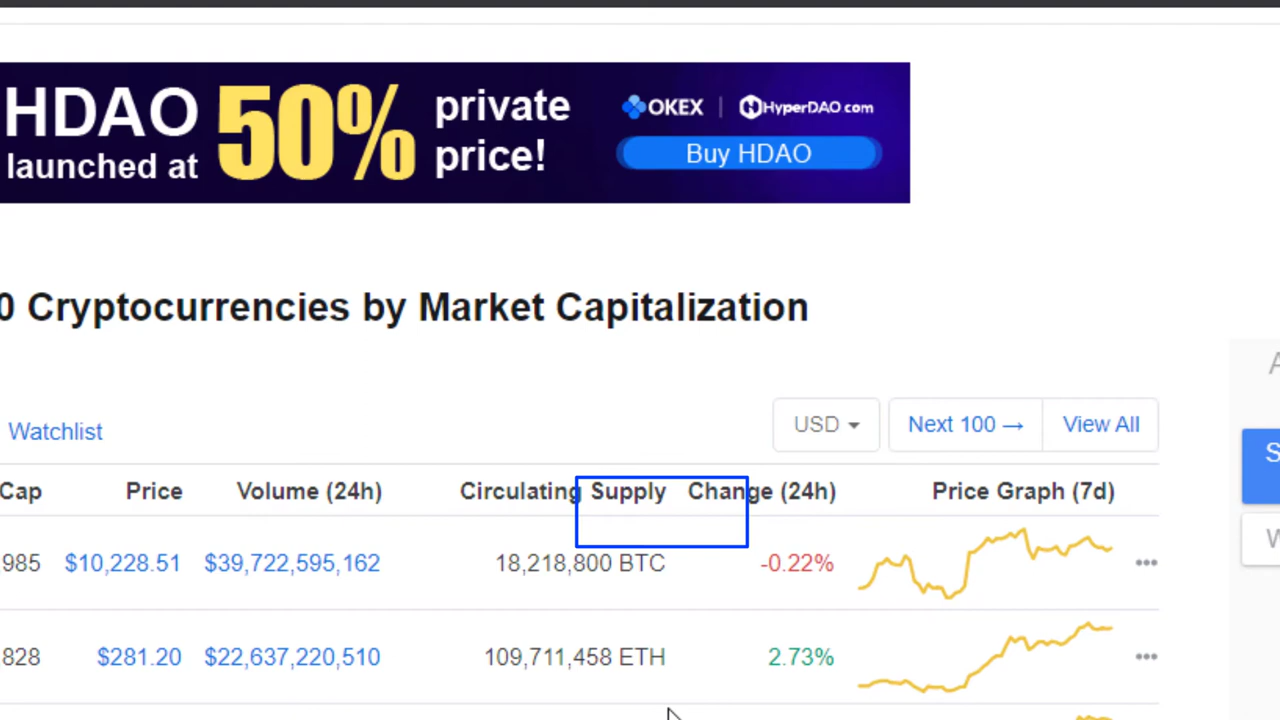 HDAO 50% private
launched at price!
OKEX | HyperDAO.com
Buy HDAO
0 Cryptocurrencies by Market Capitalization
Watchlist
USD Next 100 → View All
Cap Price Volume (24h) Circulating Supply Change (24h) Price Graph (7d)
985 $10,228.51 $39,722,595,162 18,218,800 BTC -0.22%
828 $281.20 $22,637,220,510 109,711,458 ETH 2.73%